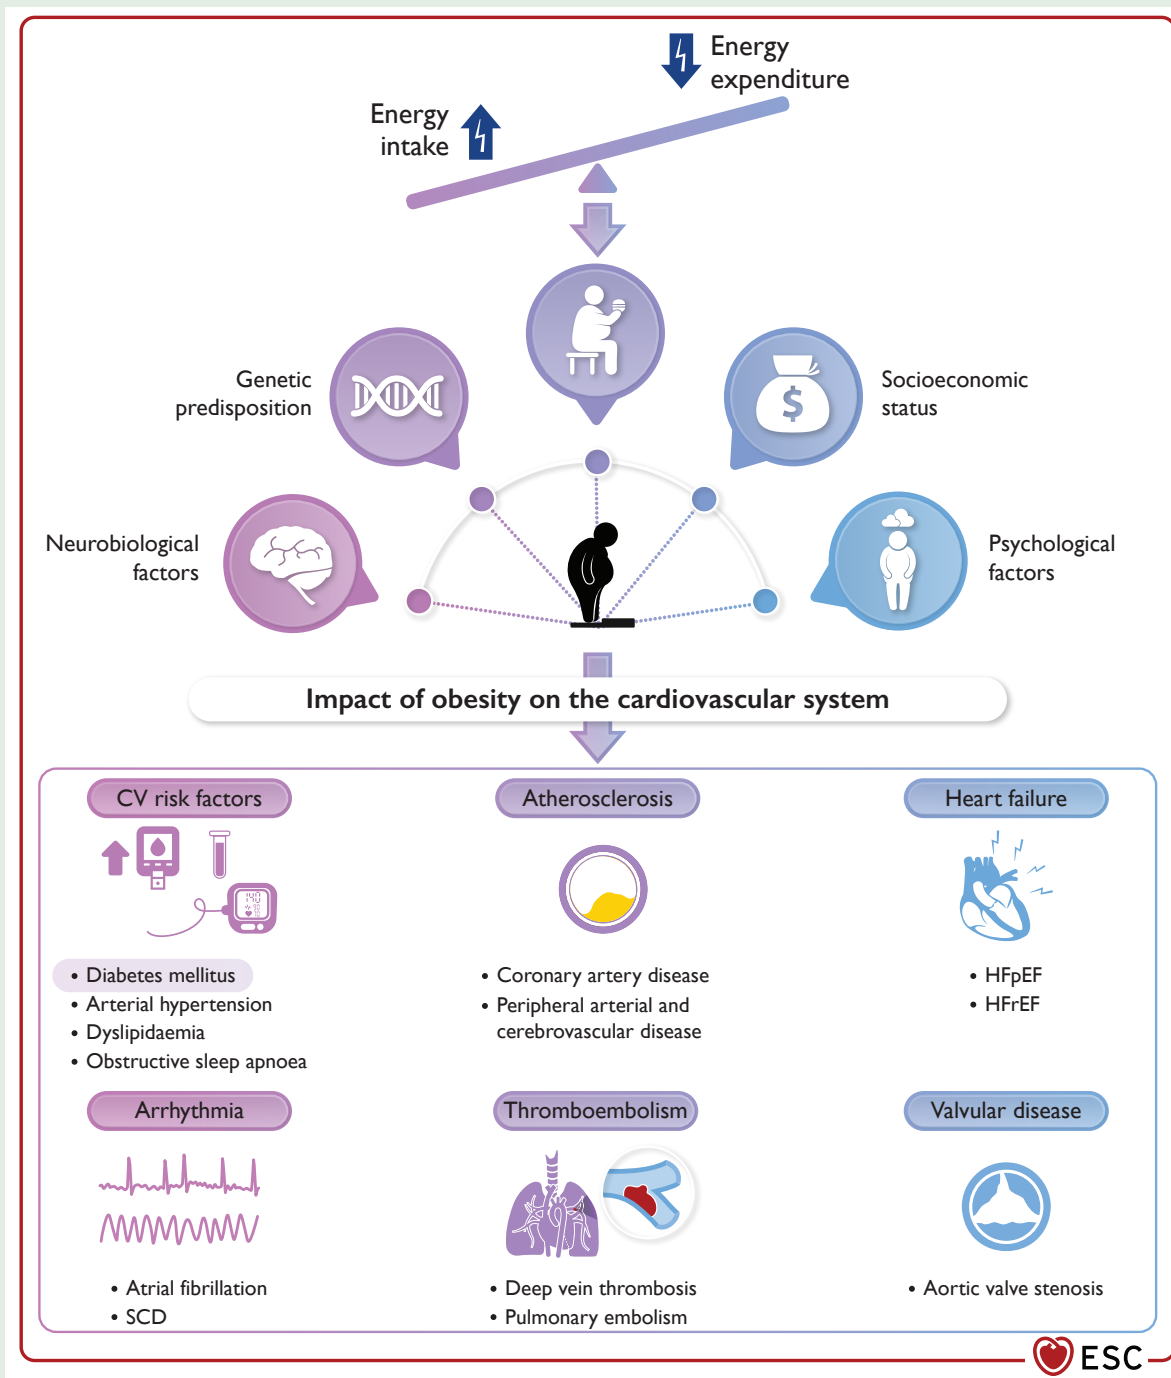 Energy
expenditure
Energy
intake
Genetic
predisposition
$
Socioeconomic
status
Neurobiological
factors
Psychological
factors
Impact of obesity on the cardiovascular system
CV risk factors
140
90
70
• Diabetes mellitus
• Arterial hypertension
• Dyslipidaemia
• Obstructive sleep apnoea
Atherosclerosis
• Coronary artery disease
• Peripheral arterial and
cerebrovascular disease
Heart failure
• HFpEF
• HFrEF
Arrhythmia
• Atrial fibrillation
• SCD
Thromboembolism
• Deep vein thrombosis
• Pulmonary embolism
Valvular disease
• Aortic valve stenosis
ESC